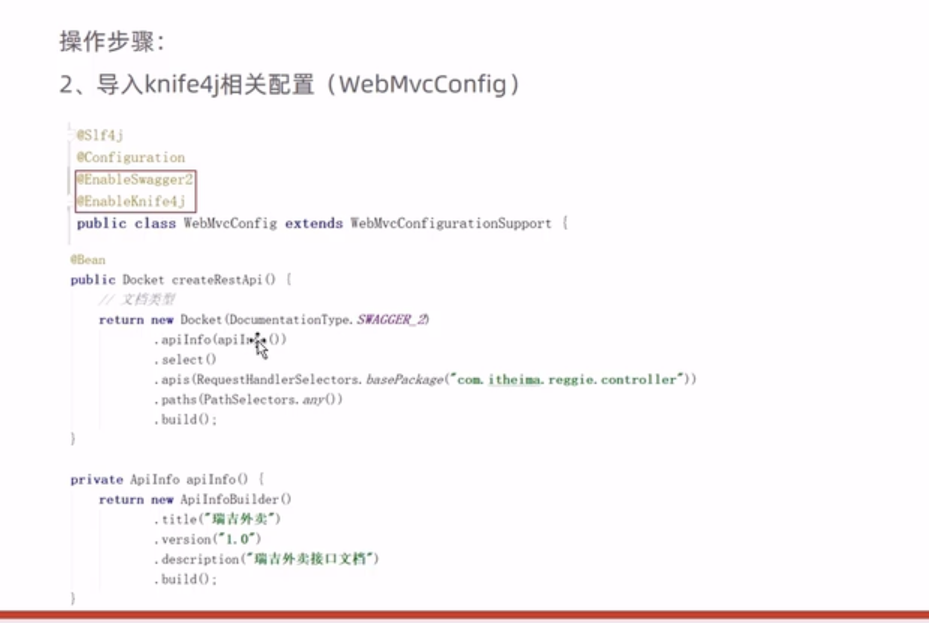 操作步骤：
2、导入knife4j相关配置（WebMvcConfig）
@Slf4j
@Configuration
@EnableSwagger2
@EnableKnife4j
public class WebMvcConfig extends WebMvcConfigurationSupport {
@Bean
public Docket createRestApi() {
// 文档类型
return new Docket(DocumentationType.SWAGGER_2)
.apiInfo(apiInfo())
.select()
.apis(RequestHandlerSelectors.basePackage("com.itheima.reggie.controller"))
.paths(PathSelectors.any())
.build();
}
private ApiInfo apiInfo() {
return new ApiInfoBuilder()
.title("瑞吉外卖")
.version("1.0")
.description("瑞吉外卖接口文档")
.build();
}